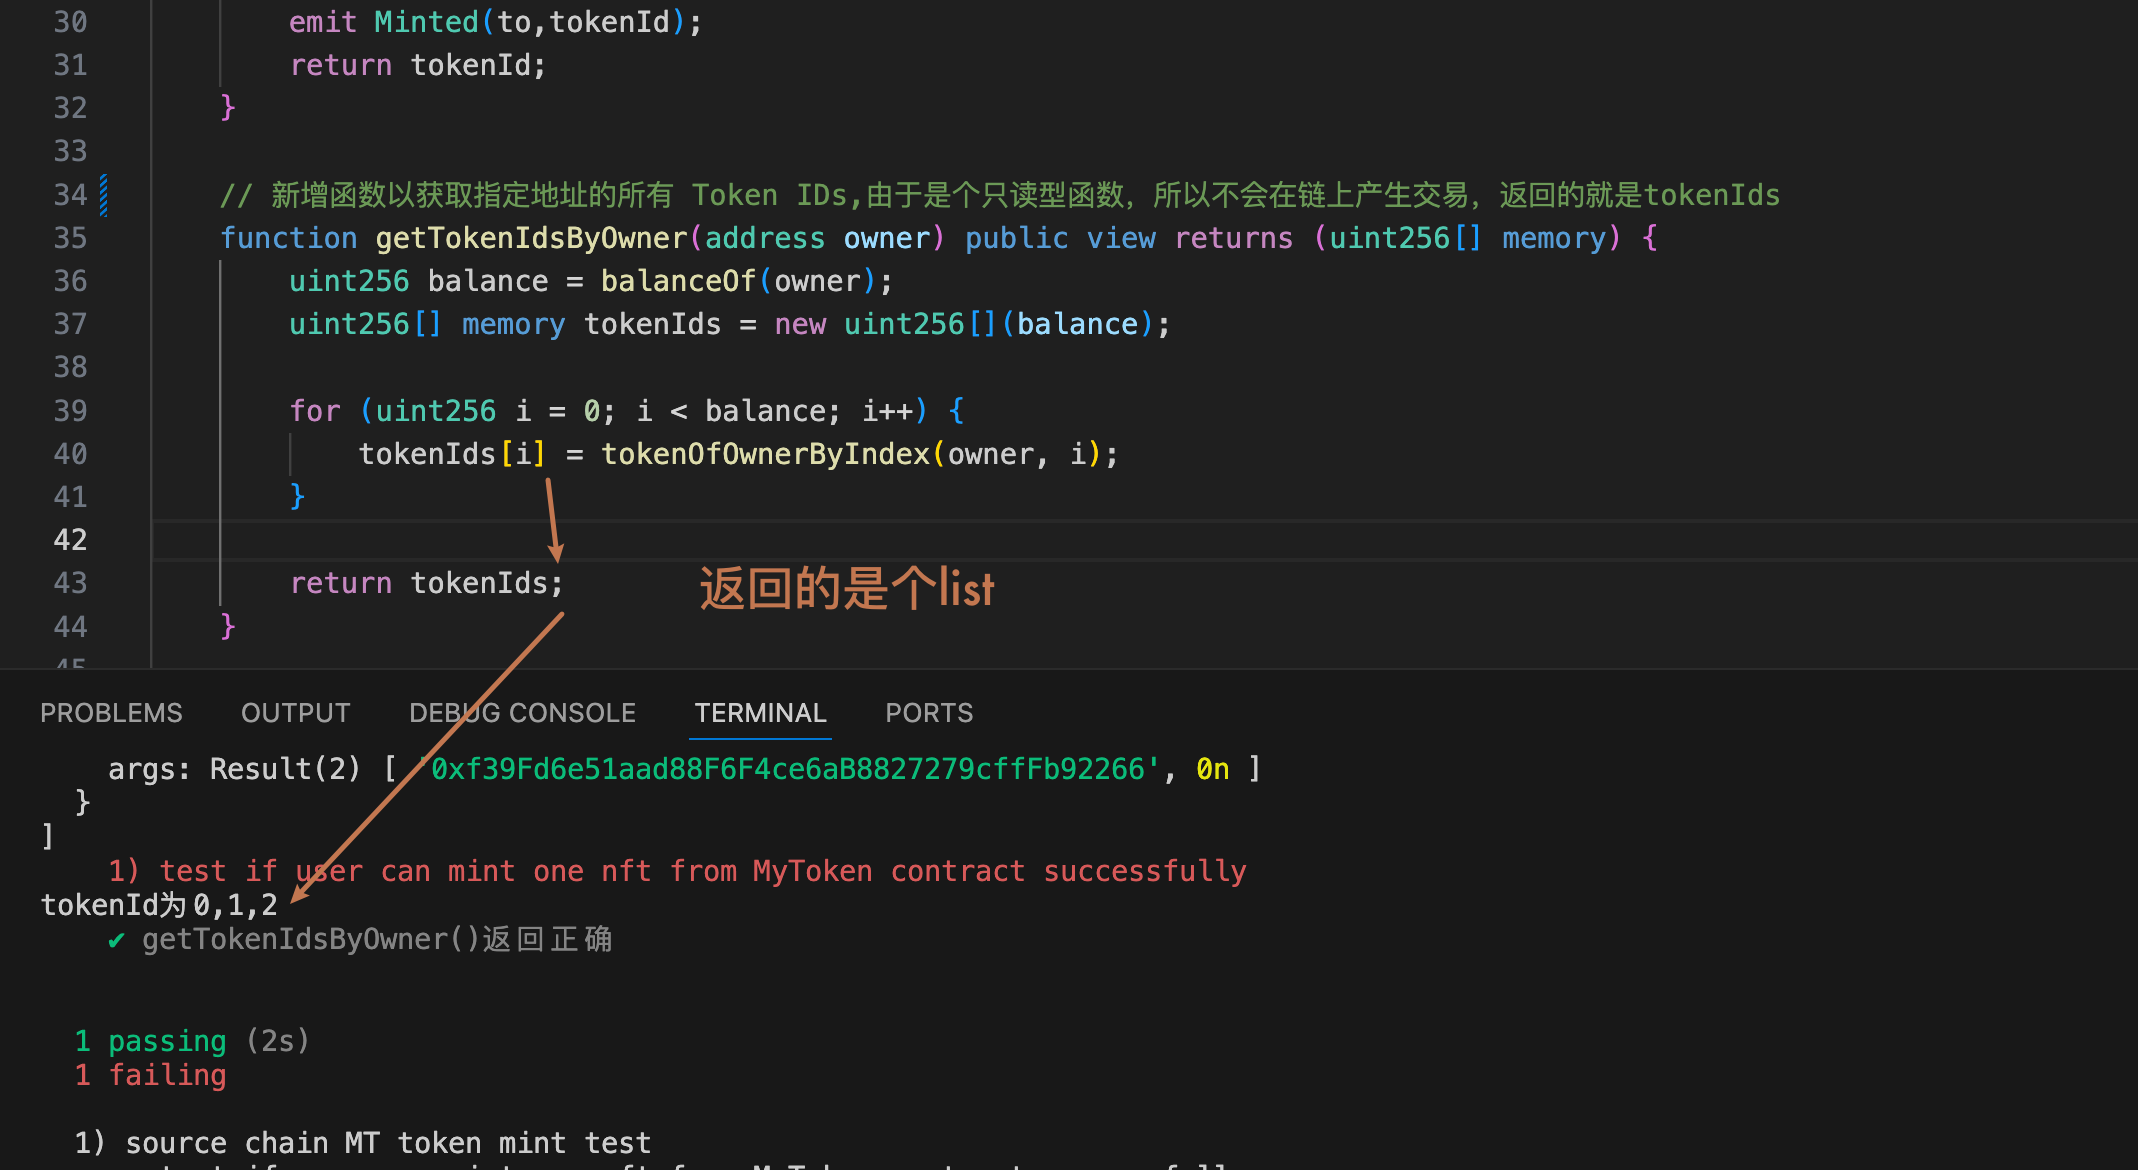 30 emit Minted(to,tokenId);
31 return tokenId;
32 }
33
34 // 新增函数以获取指定地址的所有 Token IDs,由于是个只读型函数，所以不会在链上产生交易，返回的就是tokenIds
35 function getTokenIdsByOwner(address owner) public view returns (uint256[] memory) {
36 uint256 balance = balanceOf(owner);
37 uint256[] memory tokenIds = new uint256[](balance);
38
39 for (uint256 i = 0; i < balance; i++) {
40 tokenIds[i] = tokenOfOwnerByIndex(owner, i);
41 }
42
43 return tokenIds; 返回的是个list
44 }
45
PROBLEMS OUTPUT DEBUG CONSOLE TERMINAL PORTS
args: Result(2) [ '0xf39Fd6e51aad88F6F4ce6aB8827279cffFb92266', 0n ]
}
]
1) test if user can mint one nft from MyToken contract successfully
tokenId为0,1,2
✔ getTokenIdsByOwner()返回正确
1 passing (2s)
1 failing
1) source chain MT token mint test